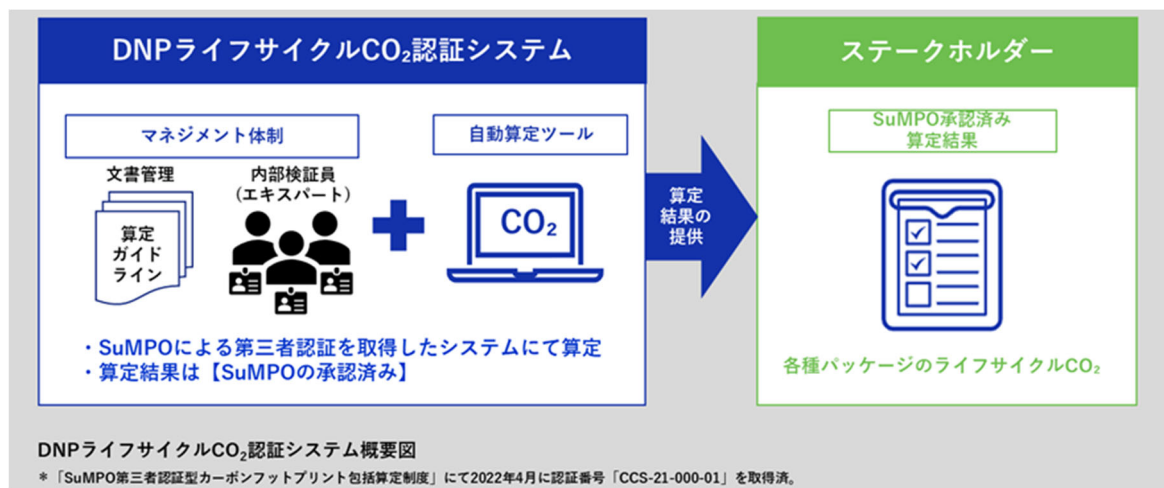 DNPライフサイクルCO₂認証システム
マネジメント体制
文書管理
算定
ガイド
ライン
内部検証員
(エキスパート)
自動算定ツール
CO₂
・SuMPOによる第三者認証を取得したシステムにて算定
・算定結果は【SuMPOの承認済み】
算定
結果の
提供
ステークホルダー
SuMPO承認済み
算定結果
各種パッケージのライフサイクルCO₂
DNPライフサイクルCO₂認証システム概要図
*「SuMPO第三者認証型カーボンフットプリント包括算定制度」にて2022年4月に認証番号「CCS-21-000-01」を取得済。